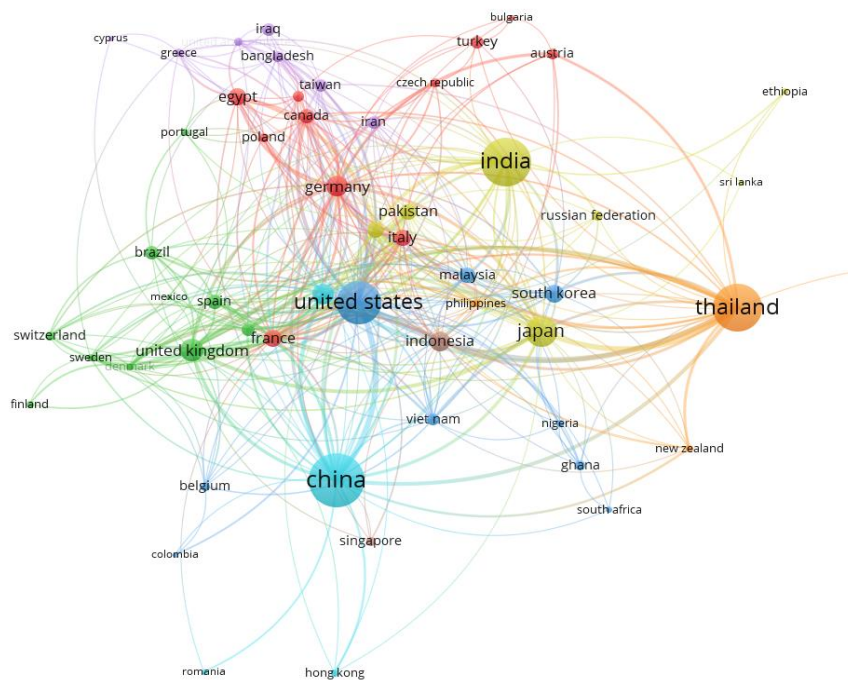 bulgaria
cyprus
iraq
turkey
greece
bangladesh
austria
czech republic
taiwan
egypt
ethiopia
canada
iran
portugal
poland
india
sri lanka
germany
pakistan
russian federation
italy
brazil
malaysia
south korea
mexico
spain
united states
philippines
thailand
switzerland
japan
france
indonesia
united kingdom
sweden
denmark
finland
viet nam
nigeria
new zealand
ghana
china
belgium
south africa
singapore
colombia
romania
hong kong